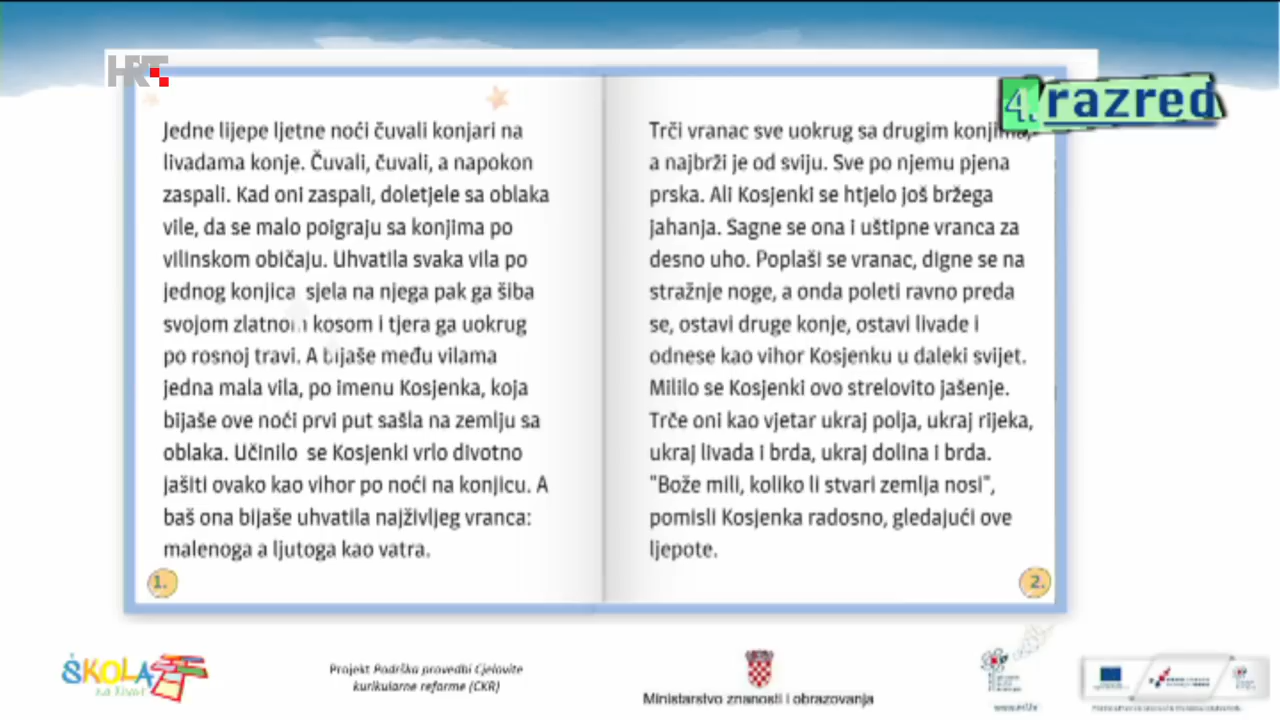 HRT
4. razred
Jedne lijepe ljetne noći čuvali konjari na
livadama konje. Čuvali, čuvali, a napokon
zaspali. Kad oni zaspali, doletjele sa oblaka
vile, da se malo poigraju sa konjima po
vilinskom običaju. Uhvatila svaka vila po
jednog konjica sjela na njega pak ga šiba
svojom zlatnom kosom i tjera ga uokrug
po rosnoj travi. A bijaše među vilama
jedna mala vila, po imenu Kosjenka, koja
bijaše ove noći prvi put sašla na zemlju sa
oblaka. Učinilo se Kosjenki vrlo divotno
jašiti ovako kao vihor po noći na konjicu. A
baš ona bijaše uhvatila najživljeg vranca:
malenoga a ljutoga kao vatra.
1.
Trči vranac sve uokrug sa drugim konjima,
a najbrži je od sviju. Sve po njemu pjena
prska. Ali Kosjenki se htjelo još bržega
jahanja. Sagne se ona i uštipne vranca za
desno uho. Poplaši se vranac, digne se na
stražnje noge, a onda poleti ravno preda
se, ostavi druge konje, ostavi livade i
odnese kao vihor Kosjenku u daleki svijet.
Mililo se Kosjenki ovo strelovito jašenje.
Trče oni kao vjetar ukraj polja, ukraj rijeka,
ukraj livada i brda, ukraj dolina i brda.
"Bože mili, koliko li stvari zemlja nosi",
pomisli Kosjenka radosno, gledajući ove
ljepote.
2.
ŠKOLA
za život
Projekt Podrška provedbi Cjelovite
kurikularne reforme (CKR)
Ministarstvo znanosti i obrazovanja